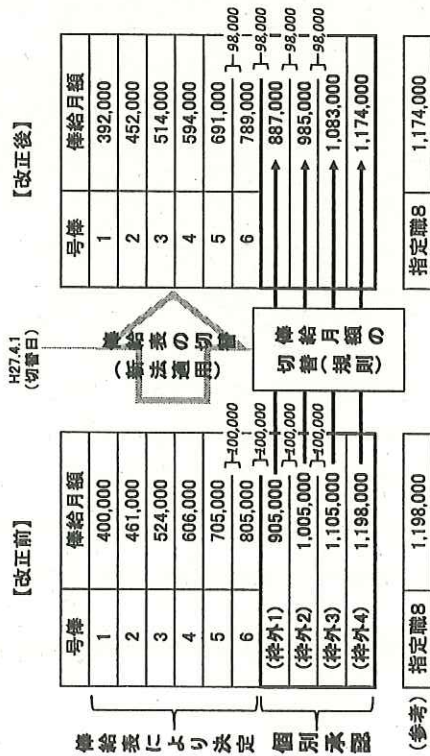 H27.4.1
(切替日)
【改正前】
号俸 俸給月額
1 400,000
2 461,000
3 524,000
4 606,000
5 705,000
6 805,000
(枠外1) 905,000
(枠外2) 1,005,000
(枠外3) 1,105,000
(枠外4) 1,198,000
100,000
100,000
100,000
100,000
俸給表により決定
個別承認
(参考) 指定職8 1,198,000
俸給表の切替
(新法適用)
俸給月額の
切替(規則)
【改正後】
号俸 俸給月額
1 392,000
2 452,000
3 514,000
4 594,000
5 691,000
6 789,000
887,000
985,000
1,083,000
1,174,000
98,000
98,000
98,000
98,000
指定職8 1,174,000